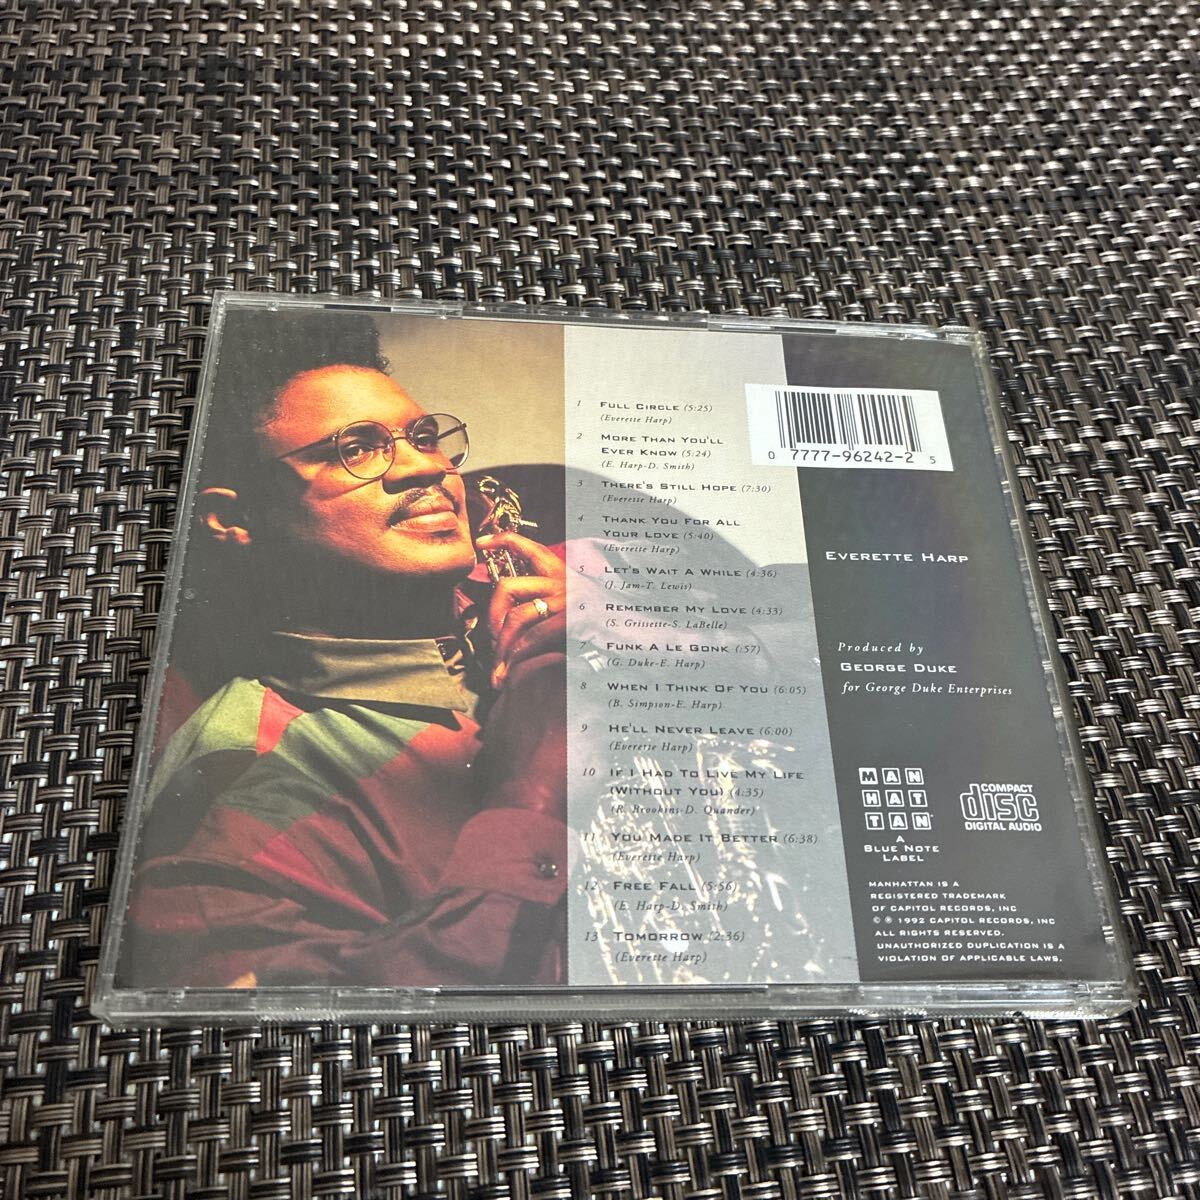 1 Full Circle (5:25)
(Everette Harp)
2 More Than You'll
Ever Know (5:24)
(E. Harp-D. Smith)
3 There's Still Hope (7:30)
(Everette Harp)
4 Thank You For All
Your Love (5:40)
(Everette Harp)
5 Let's Wait A While (4:36)
(J. Jam-T. Lewis)
6 Remember My Love (4:33)
(S. Grissette-S. LaBelle)
7 Funk A Le Gonk (:57)
(G. Duke-E. Harp)
8 When I Think Of You (6:05)
(B. Simpson-E. Harp)
9 He'll Never Leave (6:00)
(Everette Harp)
10 If I Had To Live My Life
(Without You) (4:35)
(R. Brookins-D. Quander)
11 You Made It Better (6:38)
(Everette Harp)
12 Free Fall (5:56)
(E. Harp-D. Smith)
13 Tomorrow (2:36)
(Everette Harp)
0 7777-96242-2 5
Everette Harp
Produced by
George Duke
for George Duke Enterprises
MAN
HAT
TAN
A
Blue Note
Label
COMPACT
disc
DIGITAL AUDIO
MANHATTAN IS A
REGISTERED TRADEMARK
OF CAPITOL RECORDS, INC
© ℗ 1992 CAPITOL RECORDS, INC
ALL RIGHTS RESERVED.
UNAUTHORIZED DUPLICATION IS A
VIOLATION OF APPLICABLE LAWS.